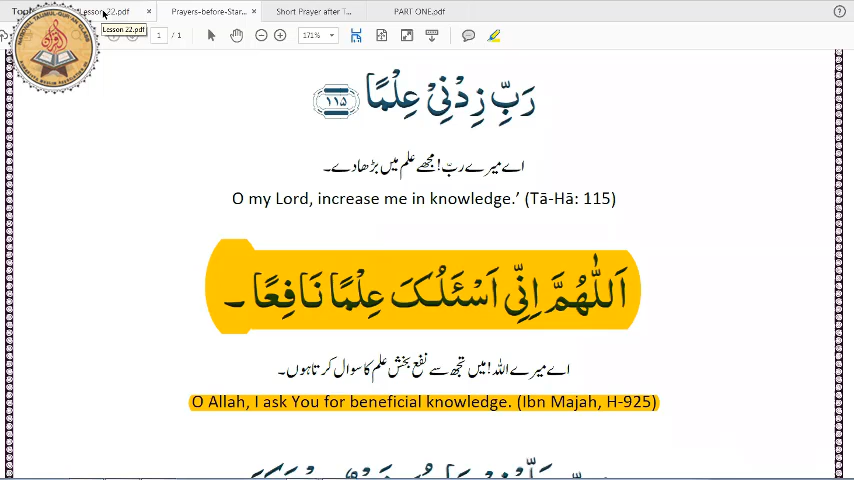 Lesson 22.pdf
Prayers-before-Star...
Short Prayer after T...
PART ONE.pdf
Lesson 22.pdf
1 / 1
171%
رَبِّ زِدْنِيْ عِلْمًا ١١٥
اے میرے ربّ! مجھے علم میں بڑھا دے۔
O my Lord, increase me in knowledge.’ (Tā-Hā: 115)
اَللّٰهُمَّ اِنِّي اَسْئَلُكَ عِلْمًا نَافِعًا ۔
اے میرے اللہ! میں تجھ سے نفع بخش علم کا سوال کرتا ہوں۔
O Allah, I ask You for beneficial knowledge. (Ibn Majah, H-925)